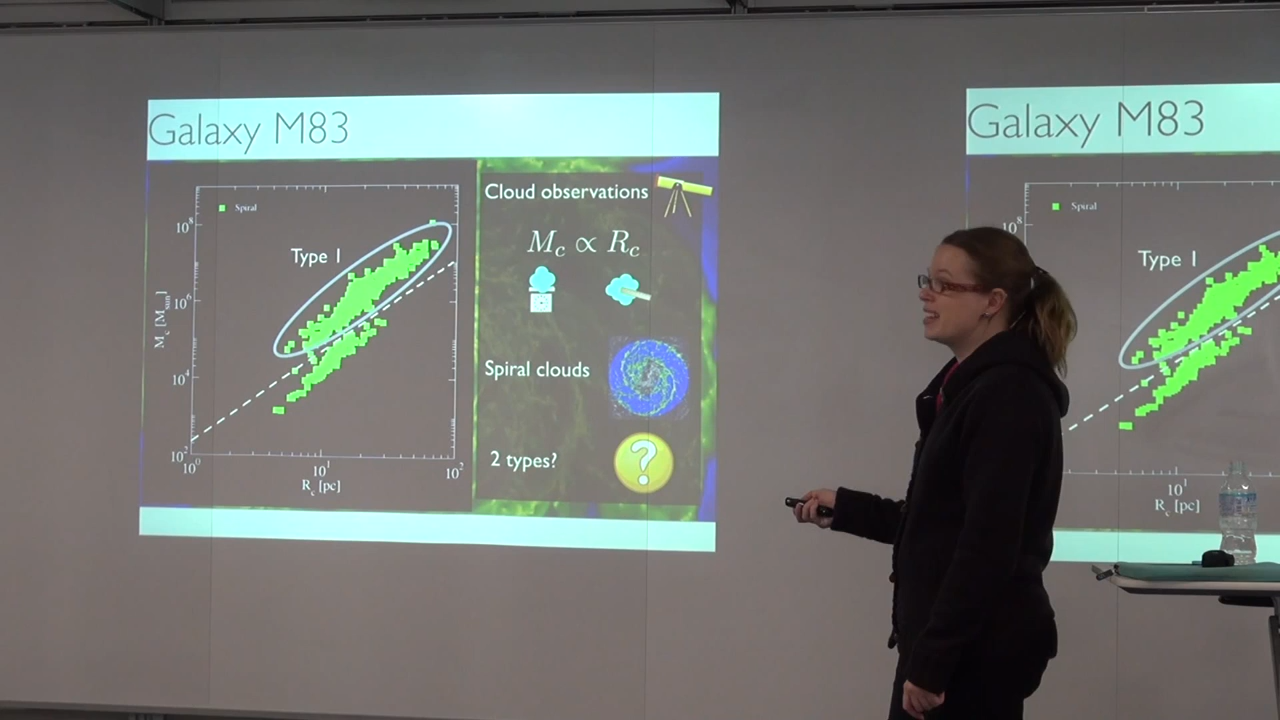 Galaxy M83
Spiral
Type 1
10^8
10^6
10^4
10^2
M_c [M_sun]
10^0
10^1
10^2
R_c [pc]
Cloud observations
M_c ∝ R_c
Spiral clouds
2 types?
?
Galaxy M83
Spiral
10^8
Type 1
10^1
R_c [pc]